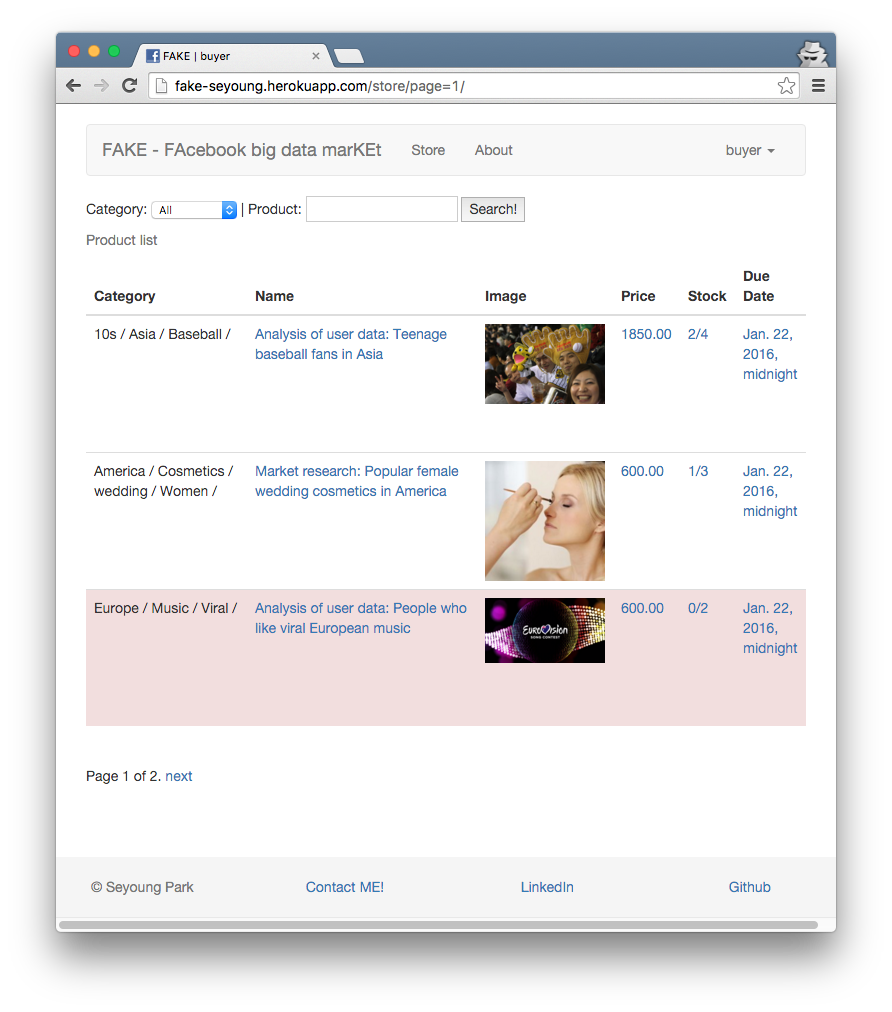 FAKE | buyer
fake-seyoung.herokuapp.com/store/page=1/
FAKE - FAcebook big data marKEt Store About buyer
Category: All | Product: Search!
Product list
Category Name Image Price Stock Due Date
10s / Asia / Baseball / Analysis of user data: Teenage 1850.00 2/4 Jan. 22,
baseball fans in Asia 2016,
midnight
America / Cosmetics / Market research: Popular female 600.00 1/3 Jan. 22,
wedding / Women / wedding cosmetics in America 2016,
midnight
Europe / Music / Viral / Analysis of user data: People who 600.00 0/2 Jan. 22,
like viral European music EUROVISION 2016,
SONG CONTEST midnight
Page 1 of 2. next
© Seyoung Park Contact ME! LinkedIn Github